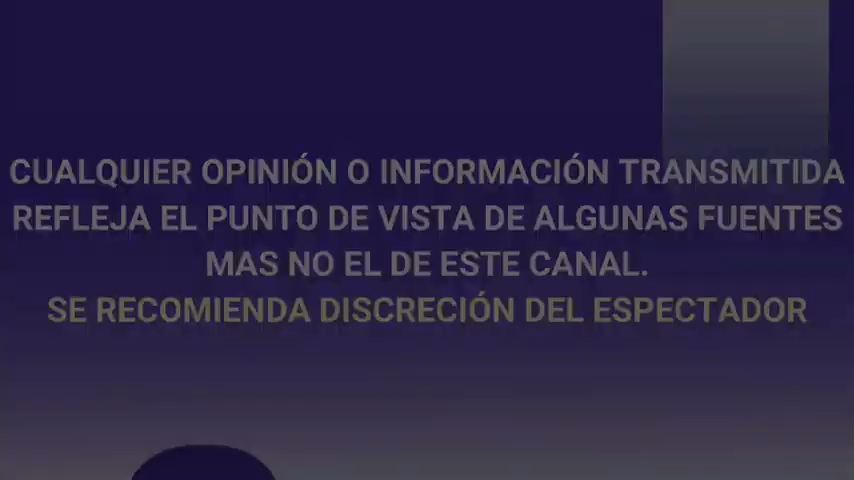 CUALQUIER OPINIÓN O INFORMACIÓN TRANSMITIDA
REFLEJA EL PUNTO DE VISTA DE ALGUNAS FUENTES
MAS NO EL DE ESTE CANAL.
SE RECOMIENDA DISCRECIÓN DEL ESPECTADOR